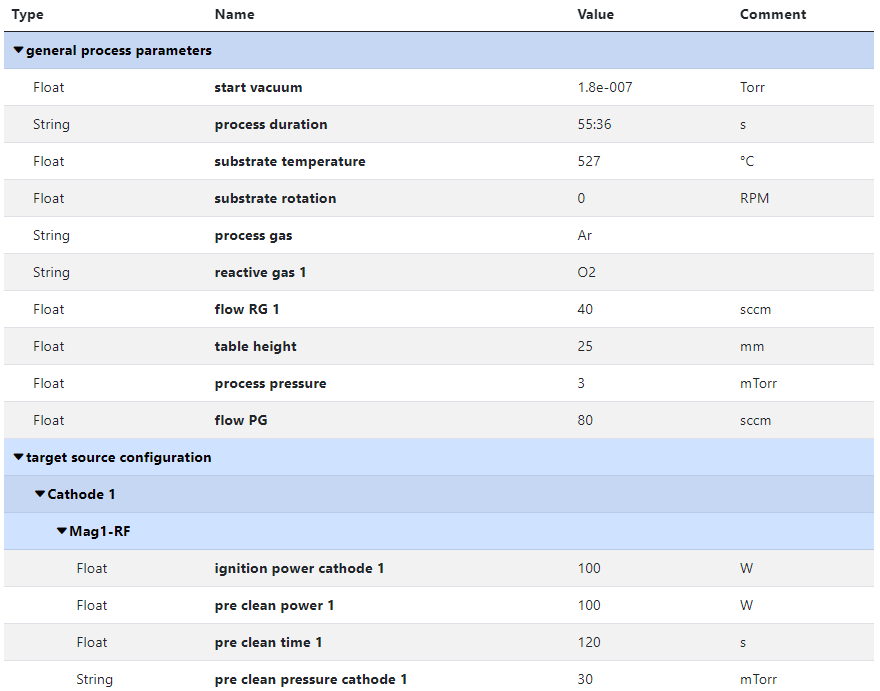 Type Name Value Comment
general process parameters
Float start vacuum 1.8e-007 Torr
String process duration 55:36 s
Float substrate temperature 527 °C
Float substrate rotation 0 RPM
String process gas Ar
String reactive gas 1 O2
Float flow RG 1 40 sccm
Float table height 25 mm
Float process pressure 3 mTorr
Float flow PG 80 sccm
target source configuration
Cathode 1
Mag1-RF
Float ignition power cathode 1 100 W
Float pre clean power 1 100 W
Float pre clean time 1 120 s
String pre clean pressure cathode 1 30 mTorr